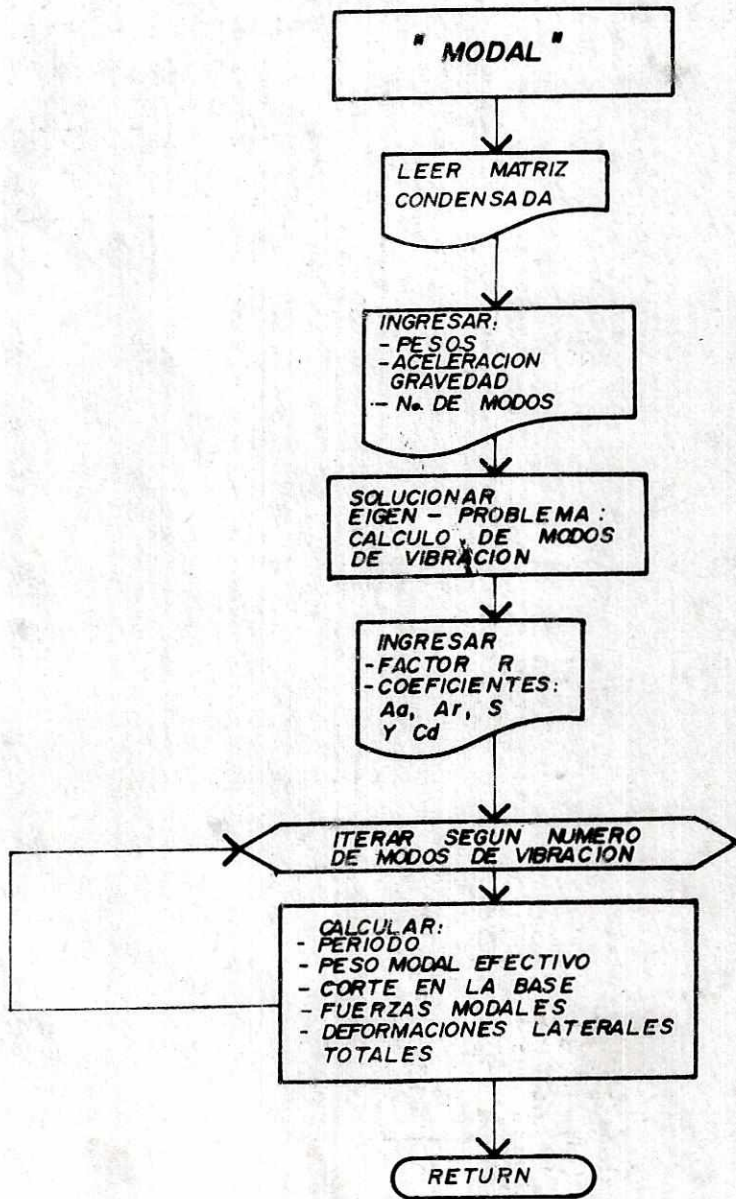 " MODAL "
LEER MATRIZ
CONDENSADA
INGRESAR:
- PESOS
- ACELERACION
GRAVEDAD
- No. DE MODOS
SOLUCIONAR
EIGEN - PROBLEMA :
CALCULO DE MODOS
DE VIBRACION
INGRESAR
- FACTOR R
- COEFICIENTES:
Aa, Ar, S
Y Cd
ITERAR SEGUN NUMERO
DE MODOS DE VIBRACION
CALCULAR:
- PERIODO
- PESO MODAL EFECTIVO
- CORTE EN LA BASE
- FUERZAS MODALES
- DEFORMACIONES LATERALES
TOTALES
RETURN